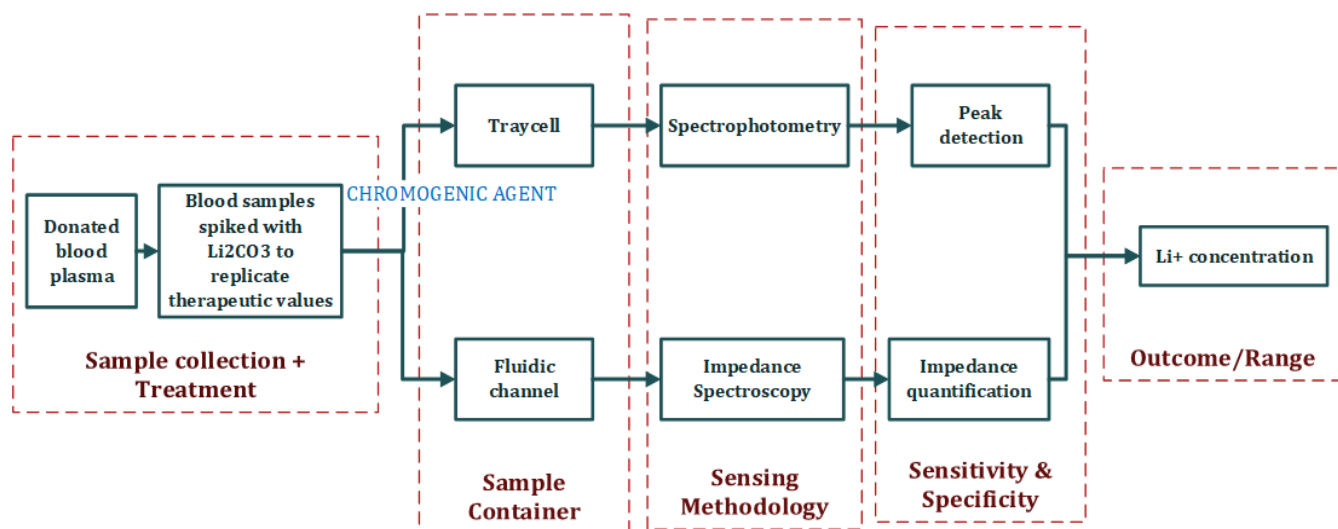 Donated
blood
plasma
Blood samples
spiked with
Li2CO3 to
replicate
therapeutic values
Sample collection +
Treatment
CHROMOGENIC AGENT
Traycell
Fluidic
channel
Sample
Container
Spectrophotometry
Impedance
Spectroscopy
Sensing
Methodology
Peak
detection
Impedance
quantification
Sensitivity &
Specificity
Li+ concentration
Outcome/Range